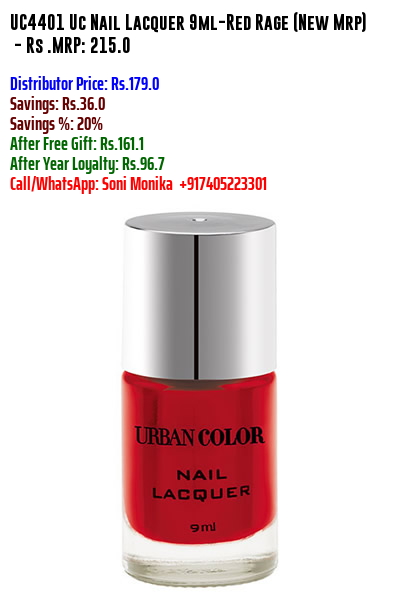 UC4401 Uc Nail Lacquer 9ml-Red Rage (New Mrp)
- Rs .MRP: 215.0
Distributor Price: Rs.179.0
Savings: Rs.36.0
Savings %: 20%
After Free Gift: Rs.161.1
After Year Loyalty: Rs.96.7
Call/WhatsApp: Soni Monika +917405223301
URBAN COLOR
NAIL
LACQUER
9ml